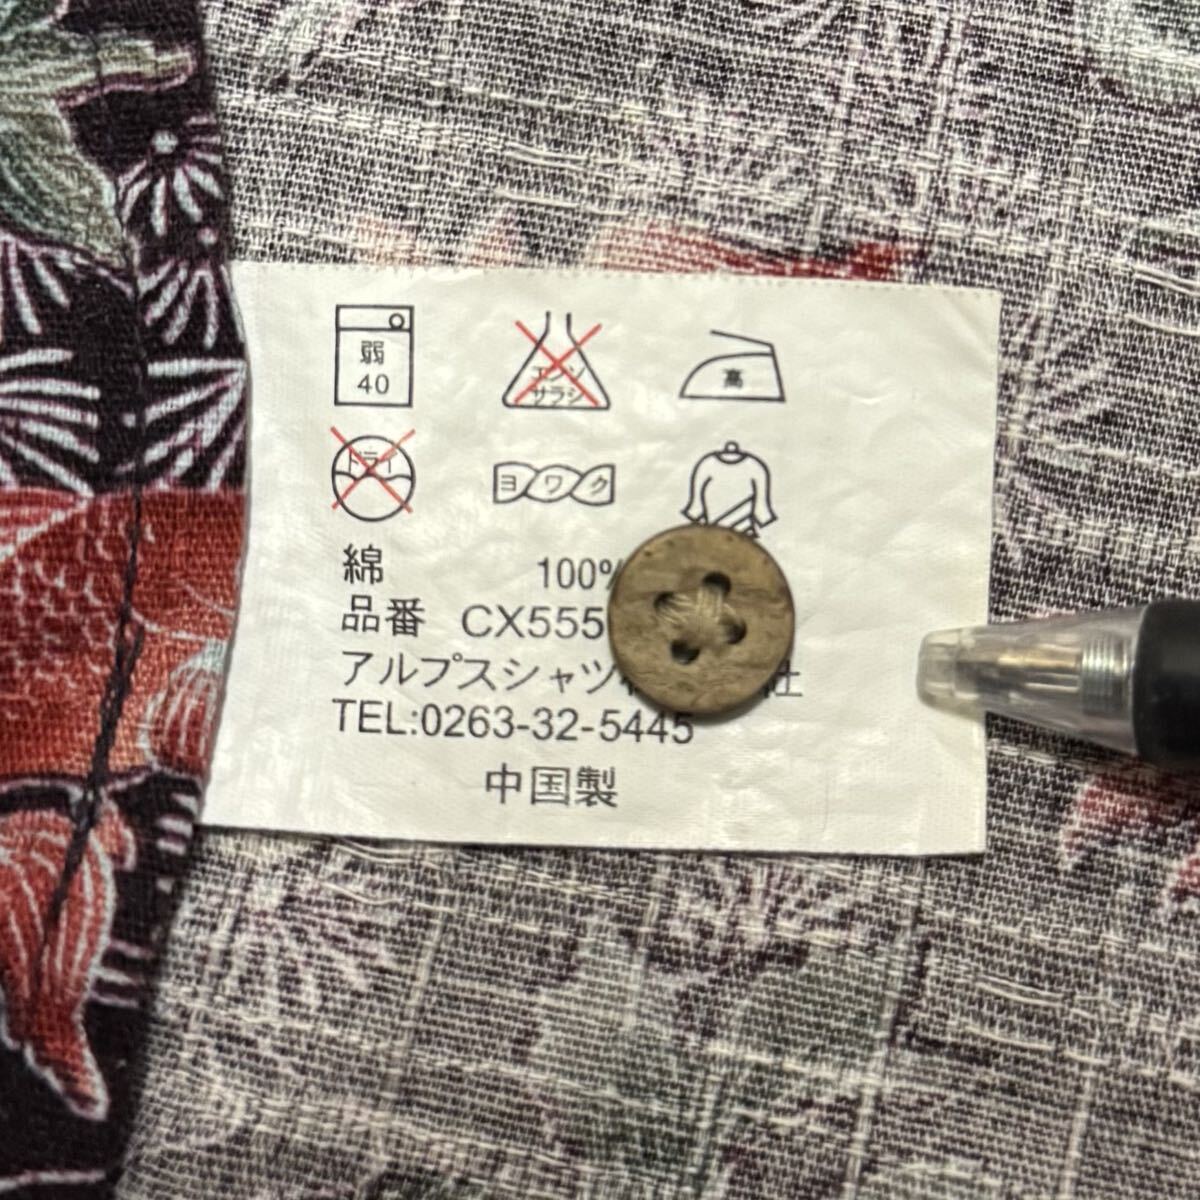 弱
40
エンソ
サラシ
高
ドライ
ヨワク
綿 100%
品番 CX555
アルプスシャツ 社
TEL:0263-32-5445
中国製